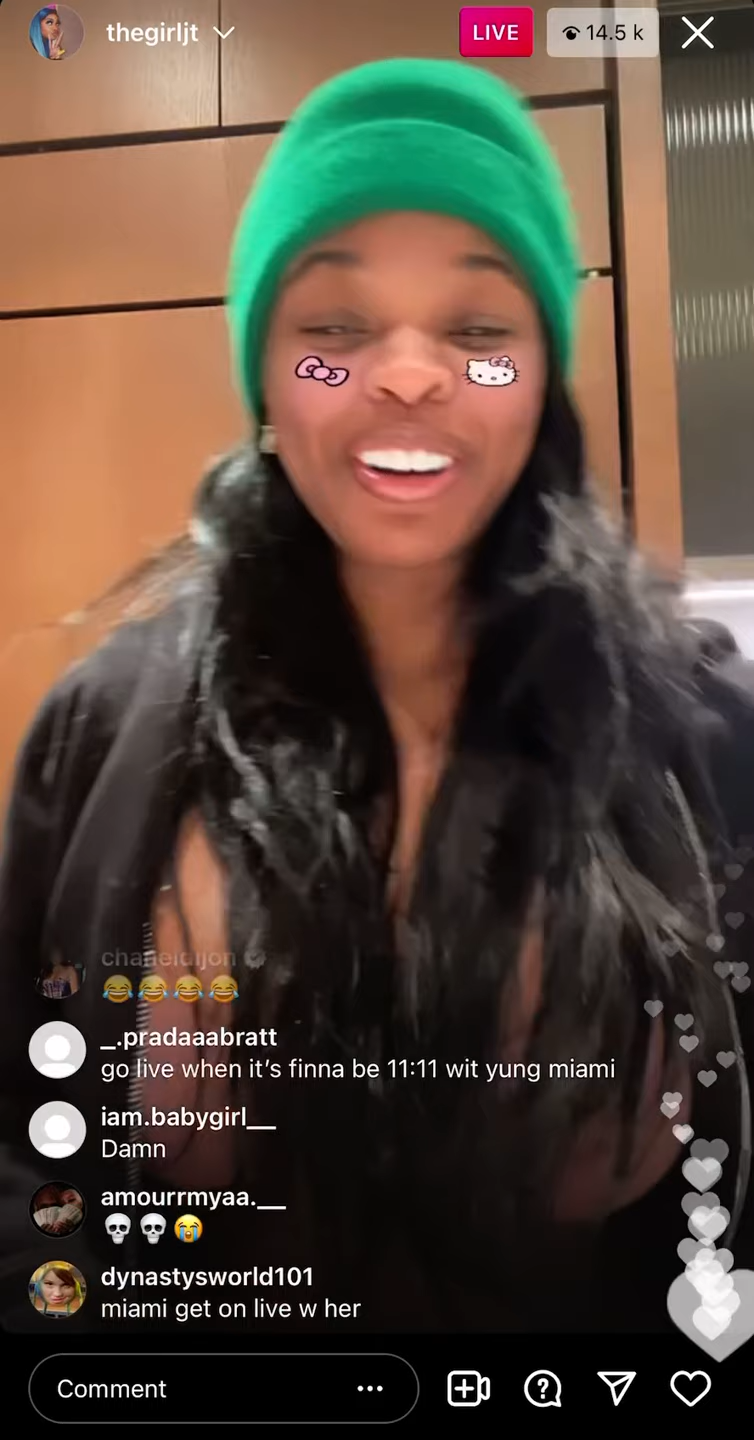 thegirljt
LIVE
14.5 k
😂😂😂😂
_.pradaaabratt
go live when it’s finna be 11:11 wit yung miami
iam.babygirl__
Damn
amourrmyaa.__
💀💀😭
dynastysworld101
miami get on live w her
Comment